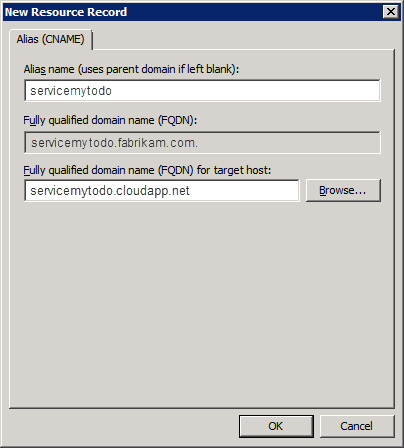 New Resource Record
Alias (CNAME)
Alias name (uses parent domain if left blank):
servicemytodo
Fully qualified domain name (FQDN):
servicemytodo.fabrikam.com.
Fully qualified domain name (FQDN) for target host:
servicemytodo.cloudapp.net
Browse...
OK
Cancel